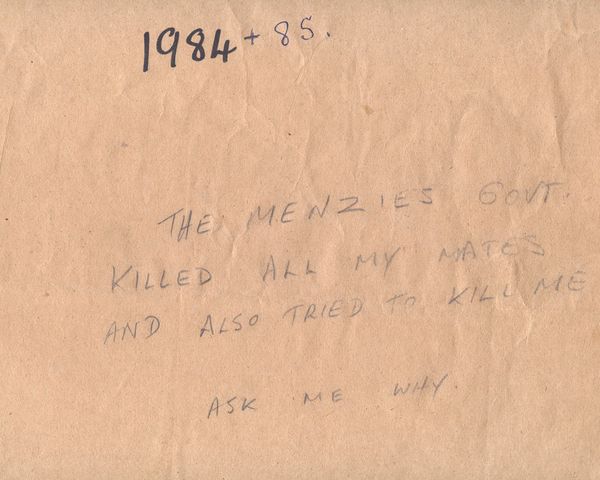 1984 + 85.
THE MENZIES GOVT.
KILLED ALL MY MATES
AND ALSO TRIED TO KILL ME
ASK ME WHY.